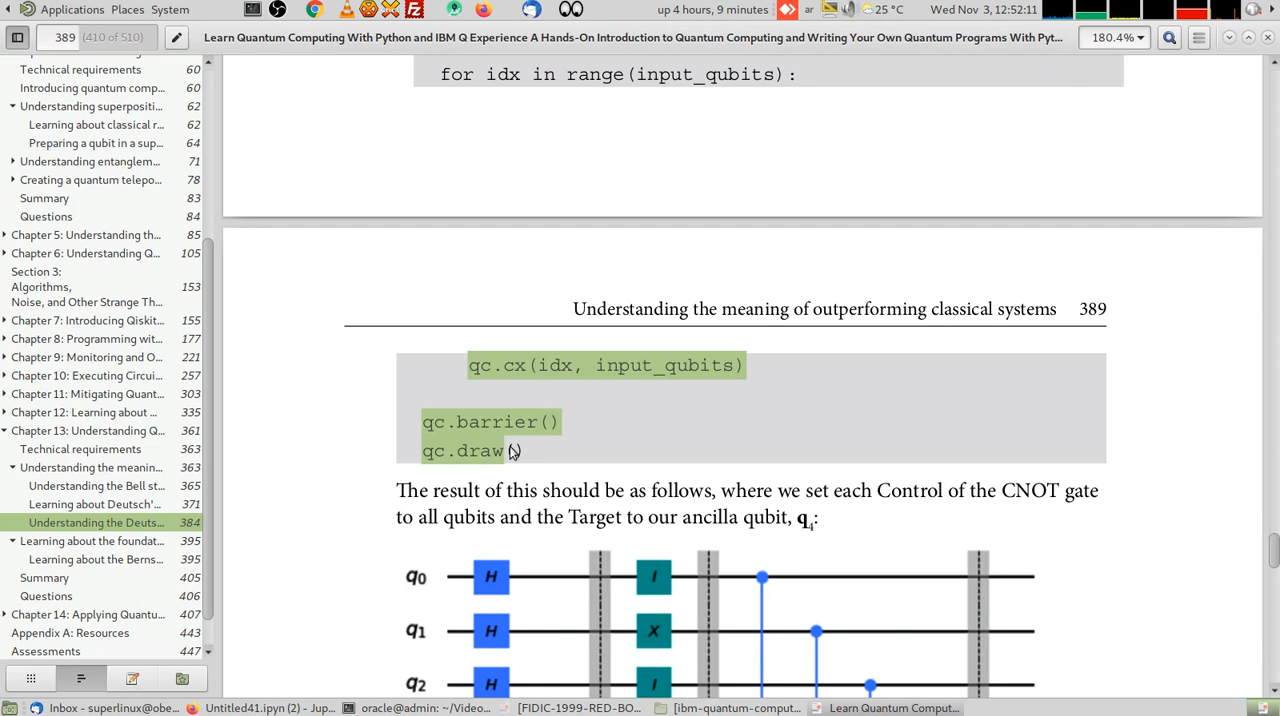 Applications Places System
up 4 hours, 9 minutes
ar
25 °C
Wed Nov 3, 12:52:11
389 (410 of 510)
Learn Quantum Computing With Python and IBM Q Experience A Hands-On Introduction to Quantum Computing and Writing Your Own Quantum Programs With Pyt...
180.4%
Technical requirements 60
Introducing quantum comp... 60
Understanding superpositi... 62
Learning about classical r... 62
Preparing a qubit in a sup... 64
Understanding entanglem... 71
Creating a quantum telepo... 78
Summary 83
Questions 84
Chapter 5: Understanding th... 85
Chapter 6: Understanding Q... 105
Section 3:
Algorithms,
Noise, and Other Strange Th... 153
Chapter 7: Introducing Qiskit... 155
Chapter 8: Programming wit... 177
Chapter 9: Monitoring and O... 221
Chapter 10: Executing Circui... 257
Chapter 11: Mitigating Quant... 303
Chapter 12: Learning about ... 335
Chapter 13: Understanding Q... 361
Technical requirements 363
Understanding the meanin... 363
Understanding the Bell st... 365
Learning about Deutsch'... 371
Understanding the Deuts... 384
Learning about the foundat... 395
Learning about the Berns... 395
Summary 405
Questions 406
Chapter 14: Applying Quantu... 407
Appendix A: Resources 443
Assessments 447
for idx in range(input_qubits):
Understanding the meaning of outperforming classical systems 389
qc.cx(idx, input_qubits)
qc.barrier()
qc.draw()
The result of this should be as follows, where we set each Control of the CNOT gate
to all qubits and the Target to our ancilla qubit, q4:
q0 H I
q1 H X
q2 H I
Inbox - superlinux@obe...
Untitled41.ipyn (2) - Jup...
oracle@admin: ~/Video...
[FIDIC-1999-RED-BO...
[ibm-quantum-comput...
Learn Quantum Comput...